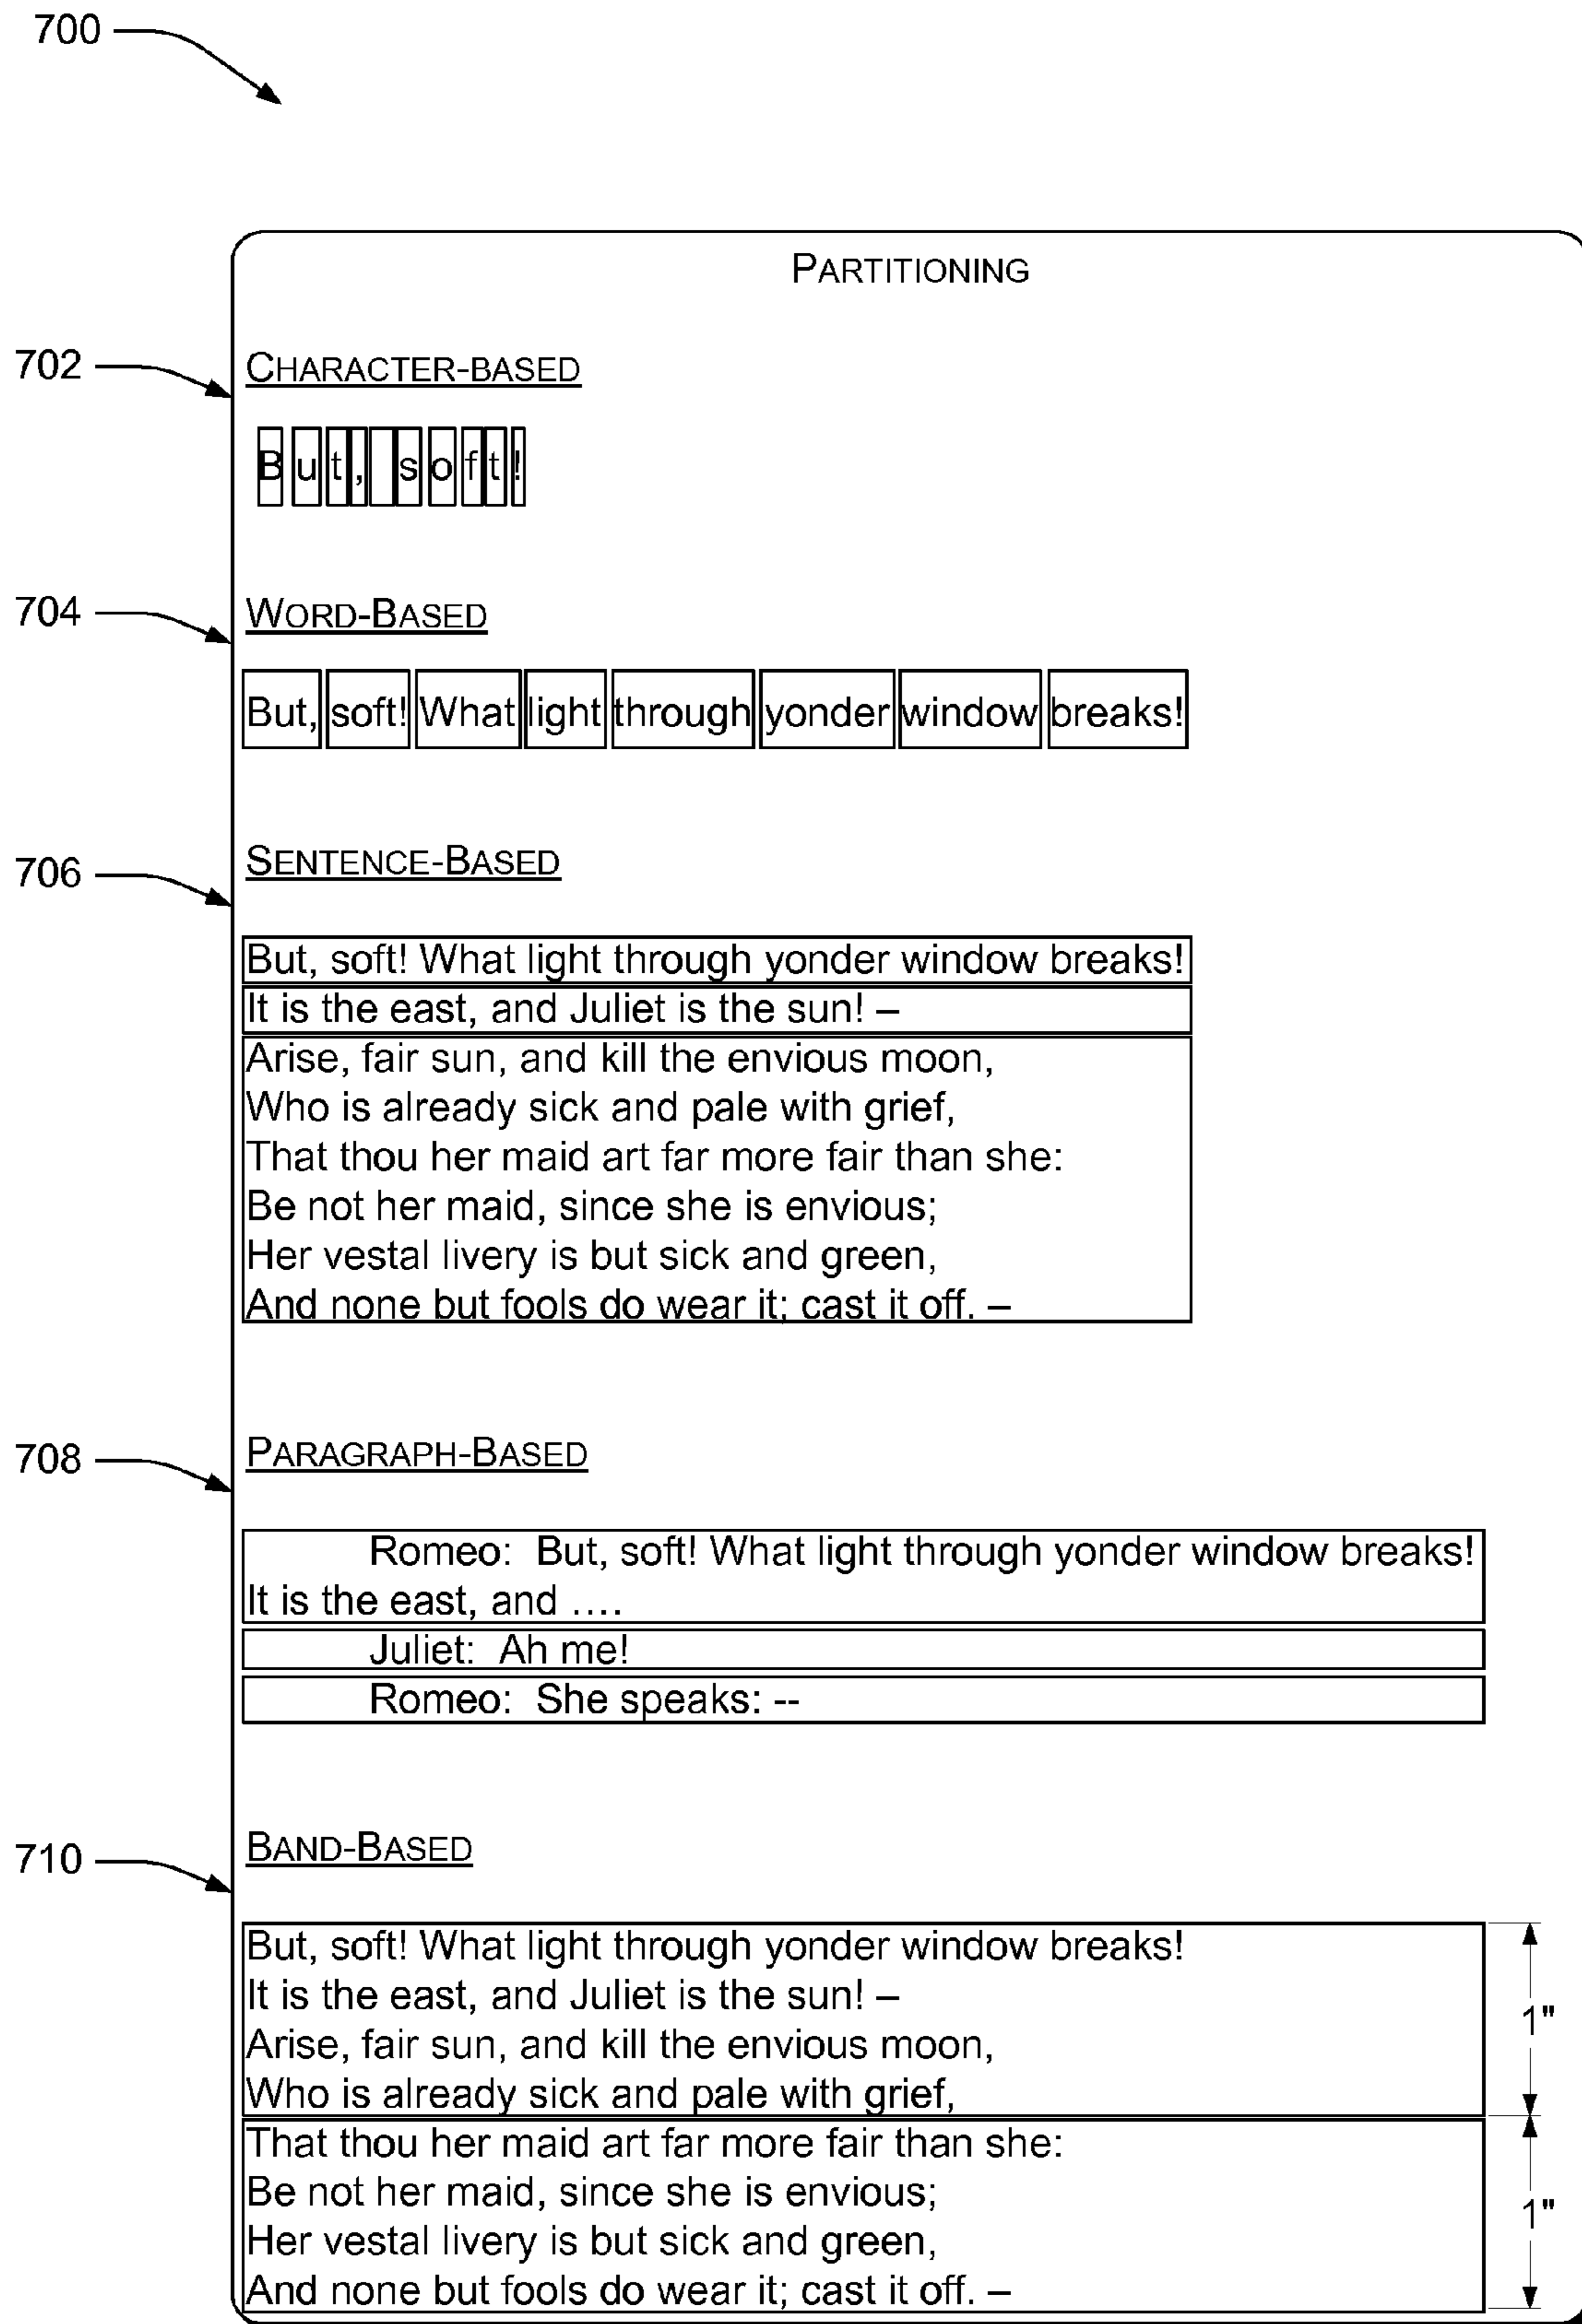 700
PARTITIONING
702
CHARACTER-BASED
But, soft!
704
WORD-BASED
But, soft! What light through yonder window breaks!
706
SENTENCE-BASED
But, soft! What light through yonder window breaks!
It is the east, and Juliet is the sun! –
Arise, fair sun, and kill the envious moon,
Who is already sick and pale with grief,
That thou her maid art far more fair than she:
Be not her maid, since she is envious;
Her vestal livery is but sick and green,
And none but fools do wear it; cast it off. –
708
PARAGRAPH-BASED
Romeo:  But, soft! What light through yonder window breaks!
It is the east, and ....
Juliet:  Ah me!
Romeo:  She speaks: --
710
BAND-BASED
But, soft! What light through yonder window breaks!
It is the east, and Juliet is the sun! –
Arise, fair sun, and kill the envious moon,
Who is already sick and pale with grief,
1"
That thou her maid art far more fair than she:
Be not her maid, since she is envious;
Her vestal livery is but sick and green,
And none but fools do wear it; cast it off. –
1"